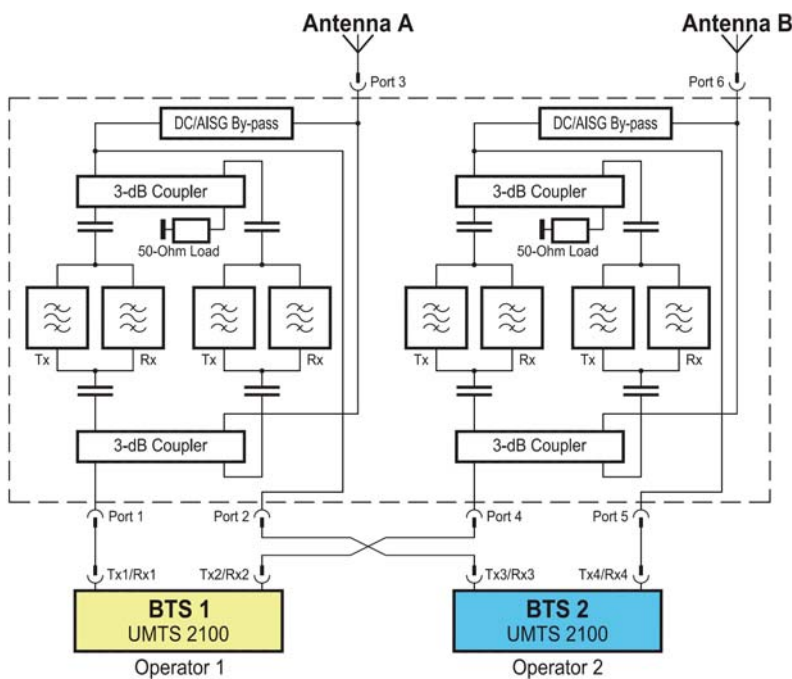 Antenna A
Antenna B
Port 3
Port 6
DC/AISG By-pass
DC/AISG By-pass
3-dB Coupler
3-dB Coupler
50-Ohm Load
50-Ohm Load
Tx
Rx
Tx
Rx
Tx
Rx
Tx
Rx
3-dB Coupler
3-dB Coupler
Port 1
Port 2
Port 4
Port 5
Tx1/Rx1
Tx2/Rx2
Tx3/Rx3
Tx4/Rx4
BTS 1
UMTS 2100
BTS 2
UMTS 2100
Operator 1
Operator 2